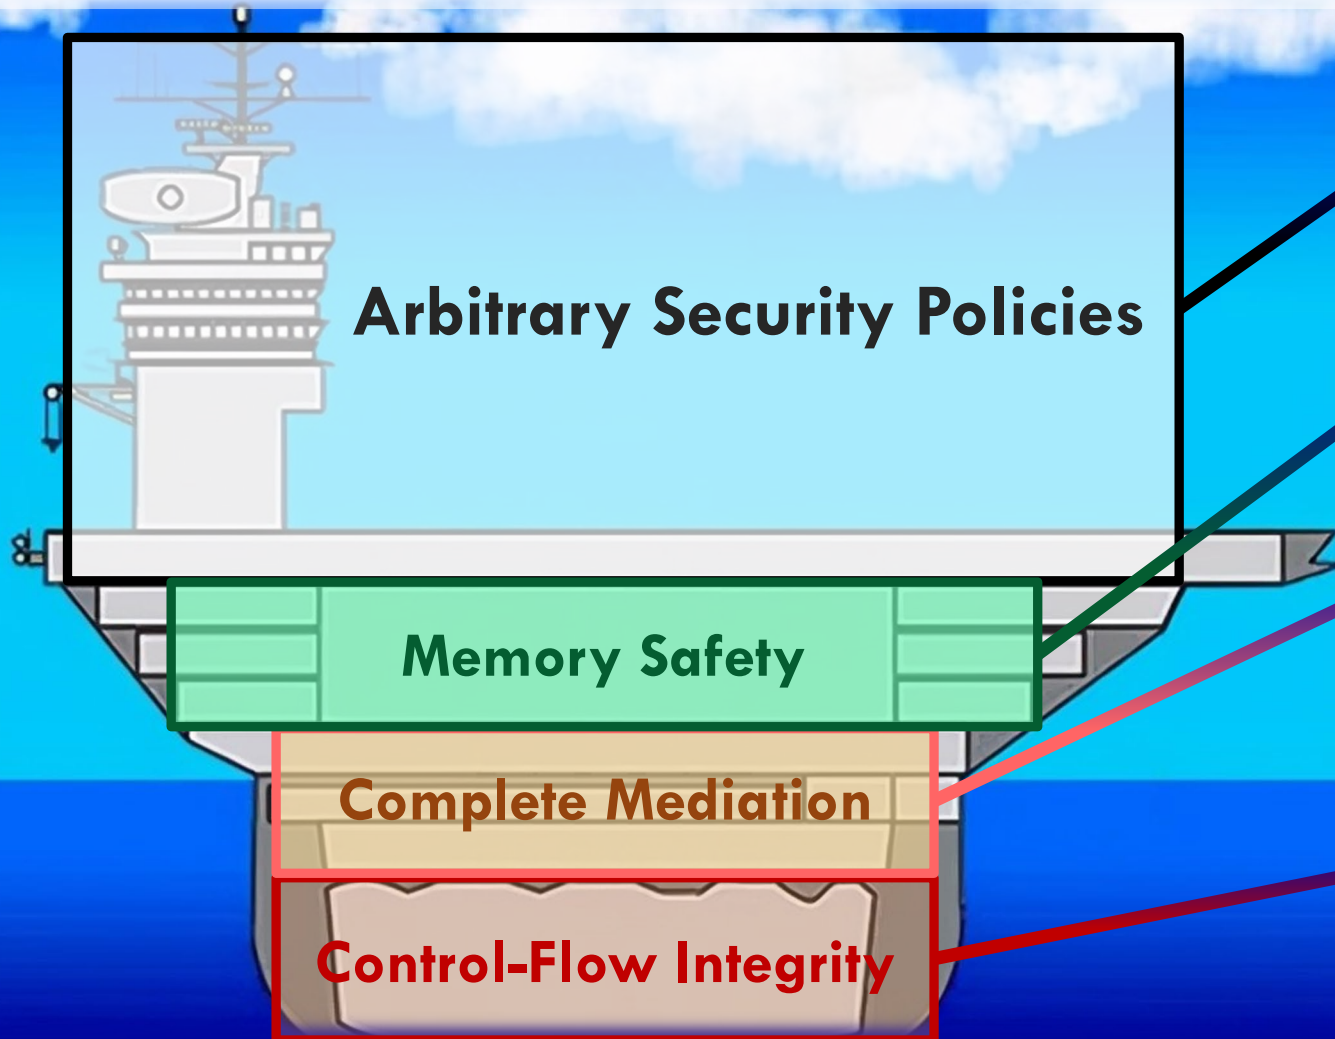 Arbitrary Security Policies
Memory Safety
Complete Mediation
Control-Flow Integrity